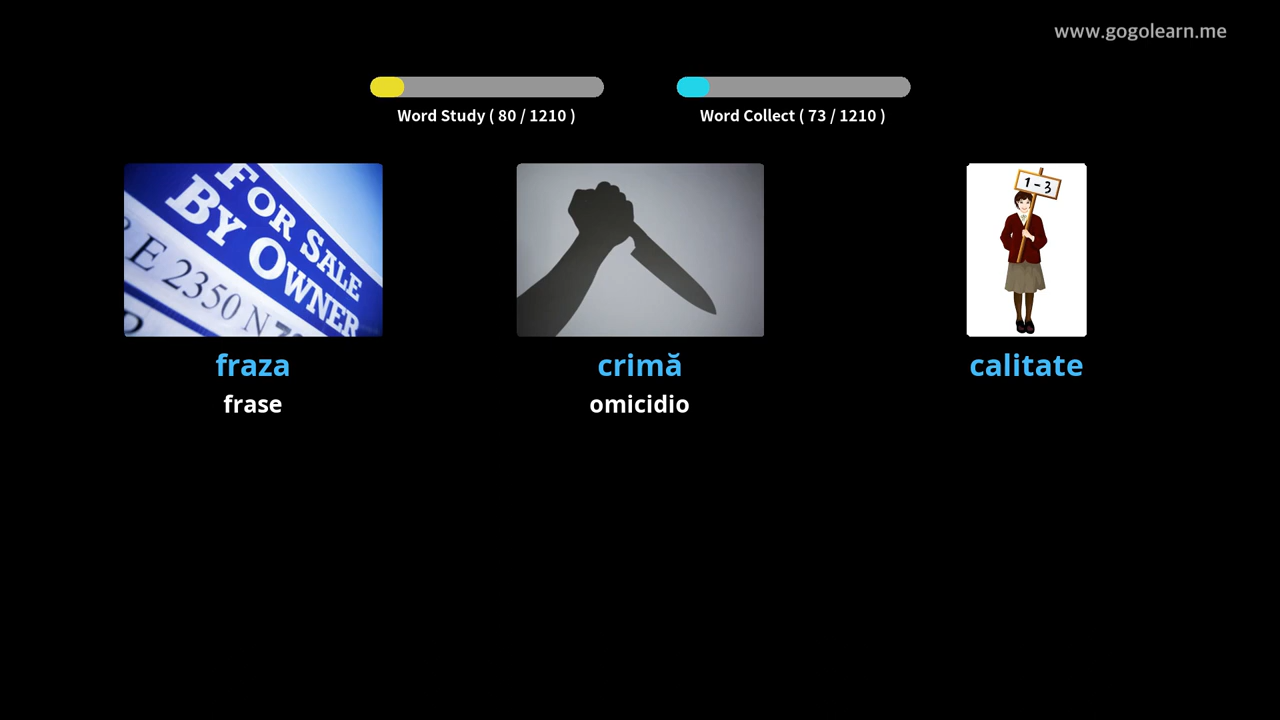 www.gogolearn.me
Word Study ( 80 / 1210 )
Word Collect ( 73 / 1210 )
FOR SALE
BY OWNER
E 2350 N
1 - 3
fraza
crimă
calitate
frase
omicidio